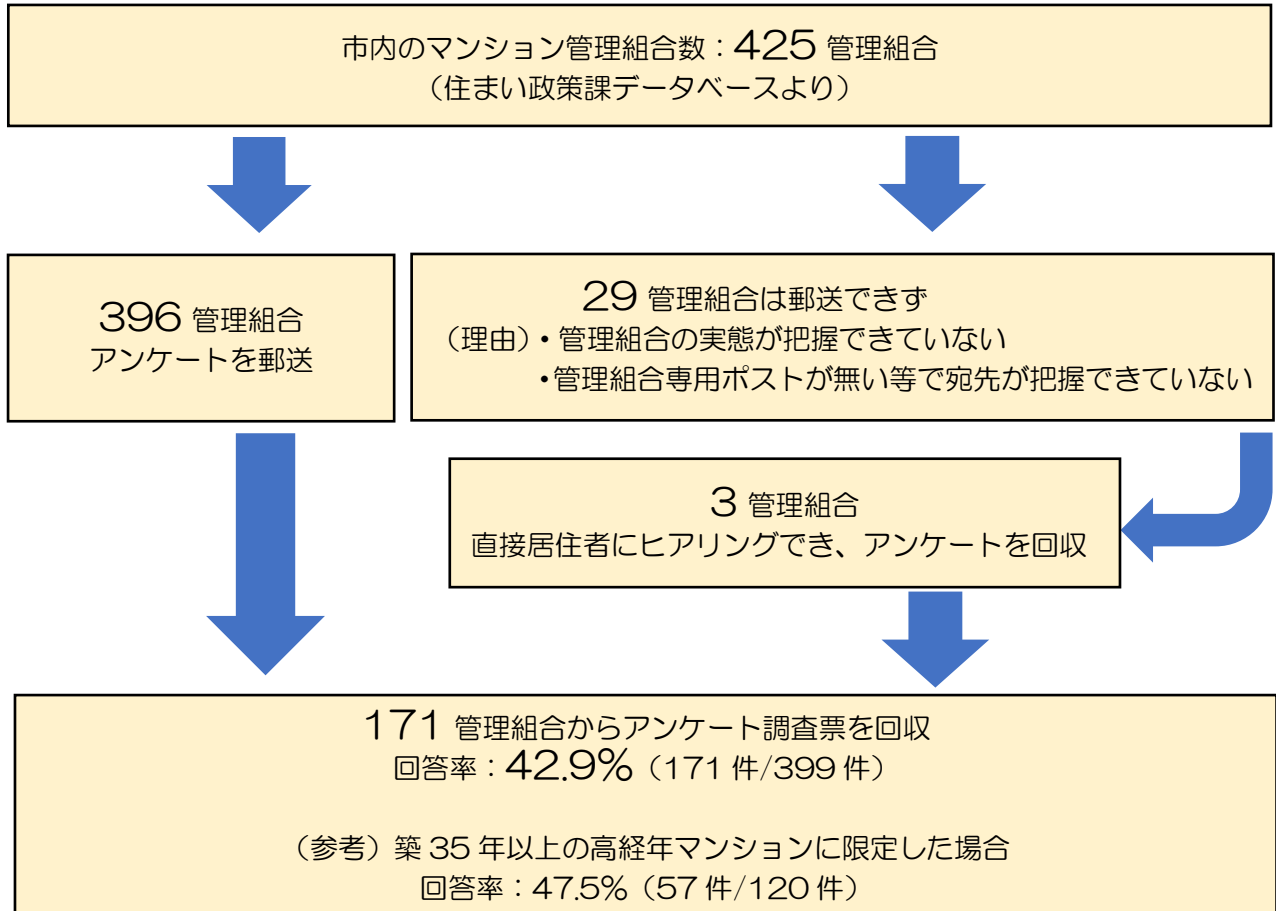 市内のマンション管理組合数：425 管理組合
（住まい政策課データベースより）
396 管理組合
アンケートを郵送
29 管理組合は郵送できず
（理由）・管理組合の実態が把握できていない
・管理組合専用ポストが無い等で宛先が把握できていない
3 管理組合
直接居住者にヒアリングでき、アンケートを回収
171 管理組合からアンケート調査票を回収
回答率：42.9%（171 件/399 件）
（参考）築 35 年以上の高経年マンションに限定した場合
回答率：47.5%（57 件/120 件）